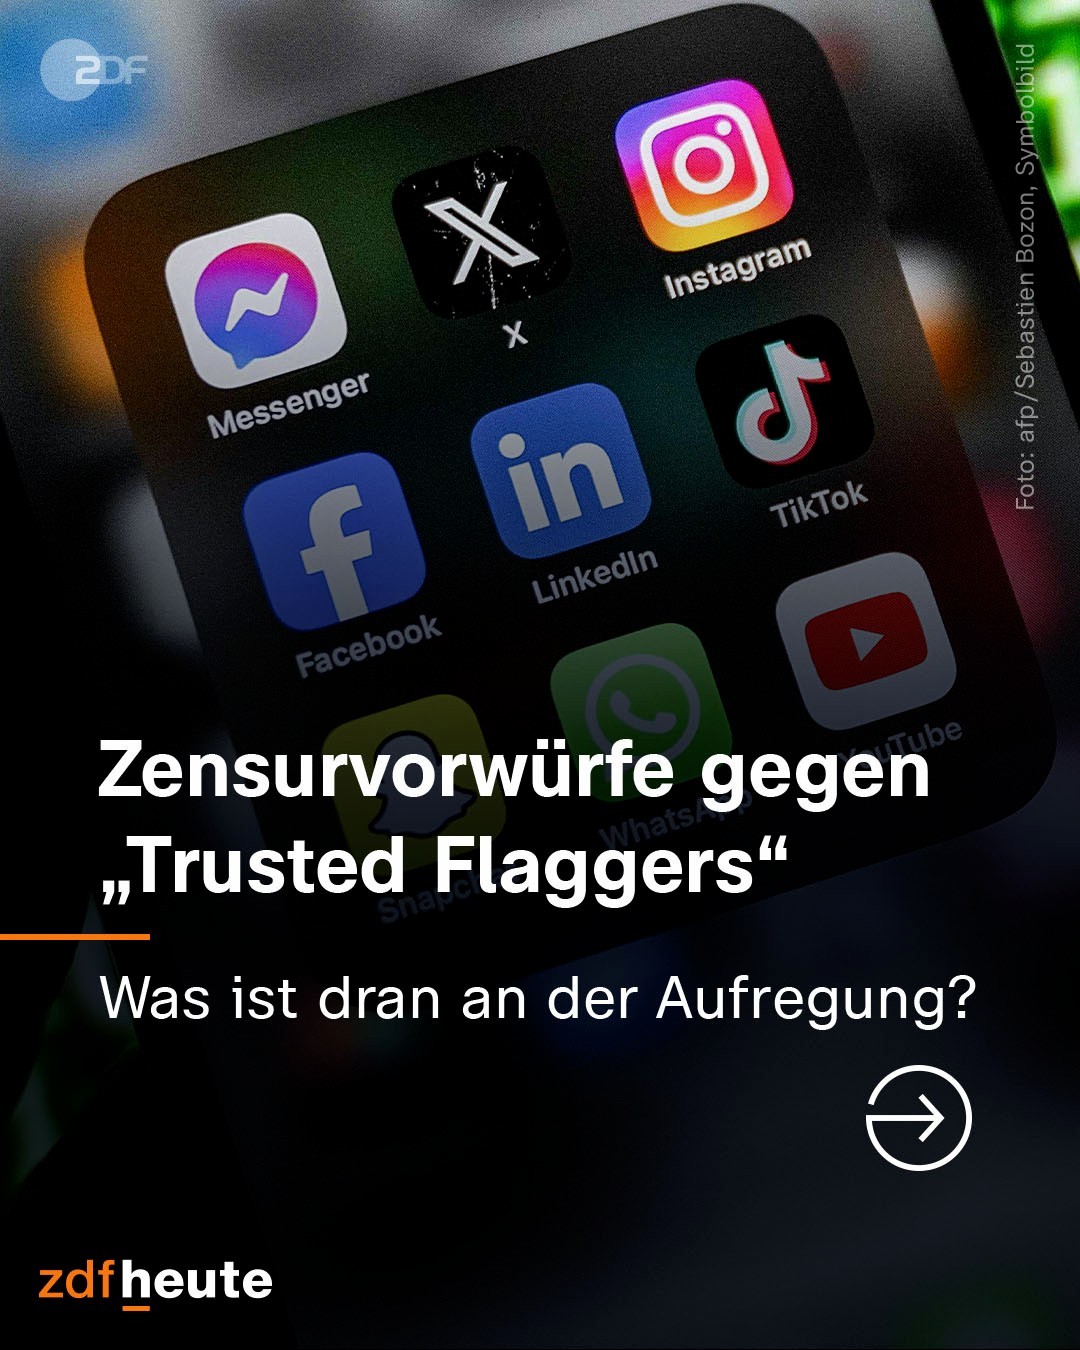 ZDF
Foto: afp/Sebastien Bozon, Symbolbild
Messenger
X
Instagram
Facebook
LinkedIn
TikTok
Snapchat
WhatsApp
YouTube
Zensurvorwürfe gegen
„Trusted Flaggers“
Was ist dran an der Aufregung?
zdfheute